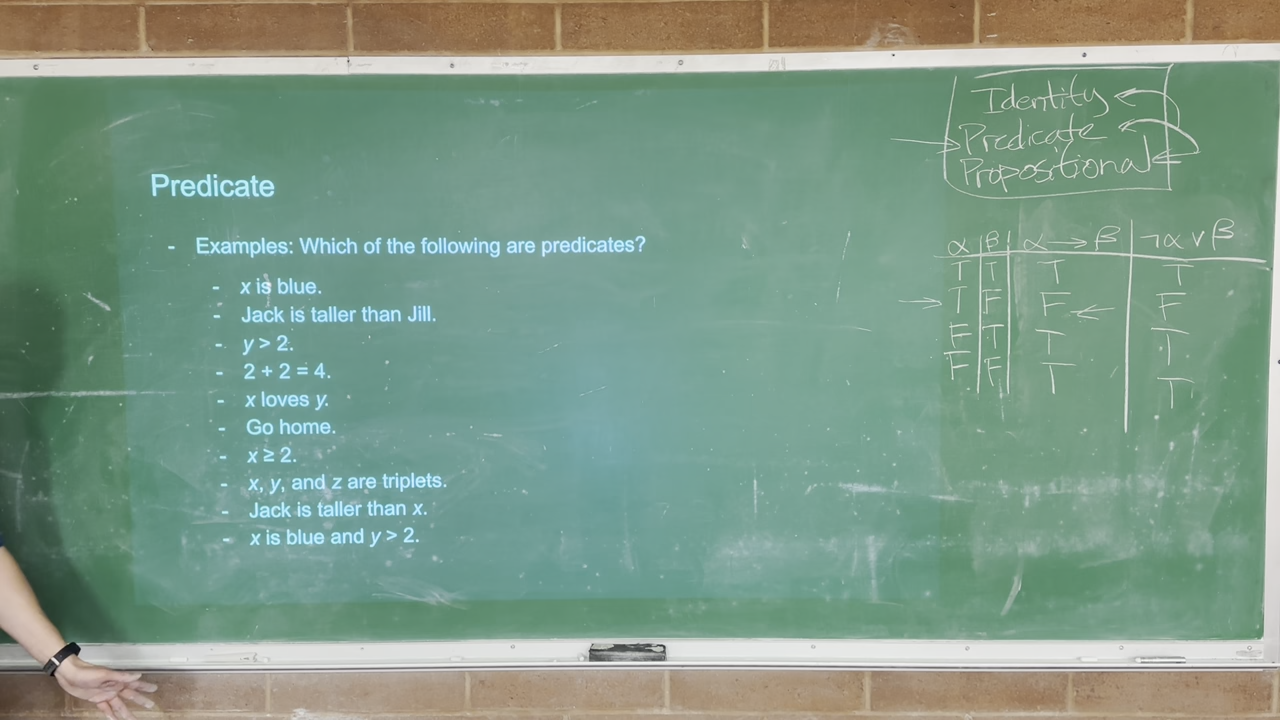 Predicate
- Examples: Which of the following are predicates?
- x is blue.
- Jack is taller than Jill.
- y > 2.
- 2 + 2 = 4.
- x loves y.
- Go home.
- x ≥ 2.
- x, y, and z are triplets.
- Jack is taller than x.
- x is blue and y > 2.
Identity
Predicate
Propositional
α β α → β ¬α ∨ β
T T T T
T F F F
F T T T
F F T T